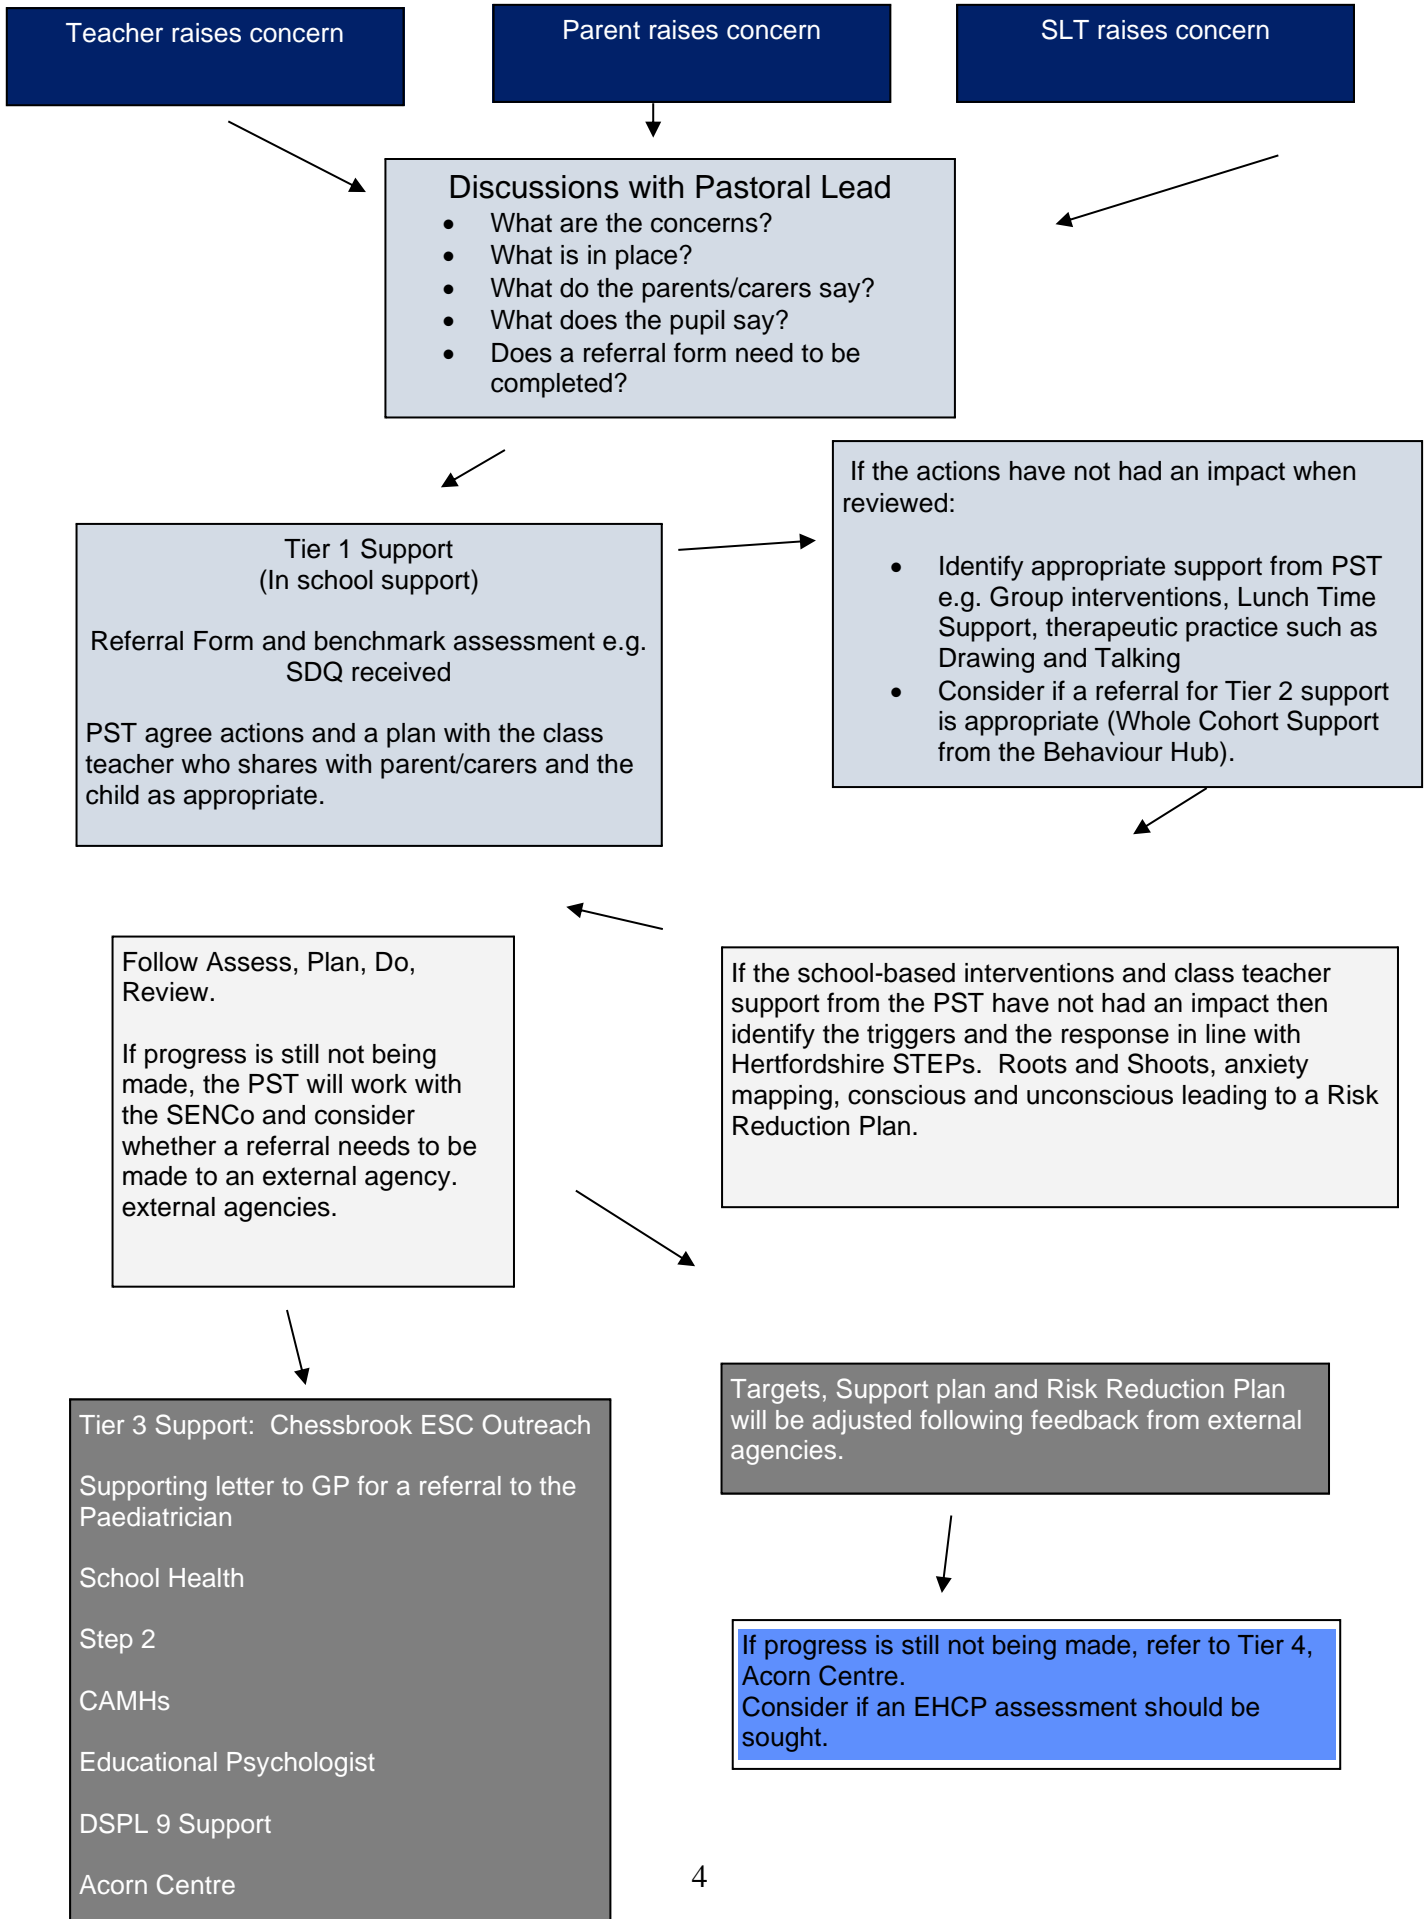 Teacher raises concern
Parent raises concern
SLT raises concern
Discussions with Pastoral Lead
• What are the concerns?
• What is in place?
• What do the parents/carers say?
• What does the pupil say?
• Does a referral form need to be
completed?
Tier 1 Support
(In school support)
Referral Form and benchmark assessment e.g.
SDQ received
PST agree actions and a plan with the class
teacher who shares with parent/carers and the
child as appropriate.
If the actions have not had an impact when
reviewed:
• Identify appropriate support from PST
e.g. Group interventions, Lunch Time
Support, therapeutic practice such as
Drawing and Talking
• Consider if a referral for Tier 2 support
is appropriate (Whole Cohort Support
from the Behaviour Hub).
If the school-based interventions and class teacher
support from the PST have not had an impact then
identify the triggers and the response in line with
Hertfordshire STEPs.  Roots and Shoots, anxiety
mapping, conscious and unconscious leading to a Risk
Reduction Plan.
Follow Assess, Plan, Do,
Review.
If progress is still not being
made, the PST will work with
the SENCo and consider
whether a referral needs to be
made to an external agency.
external agencies.
Tier 3 Support:  Chessbrook ESC Outreach
Supporting letter to GP for a referral to the
Paediatrician
School Health
Step 2
CAMHs
Educational Psychologist
DSPL 9 Support
Acorn Centre
Targets, Support plan and Risk Reduction Plan
will be adjusted following feedback from external
agencies.
If progress is still not being made, refer to Tier 4,
Acorn Centre.
Consider if an EHCP assessment should be
sought.
4